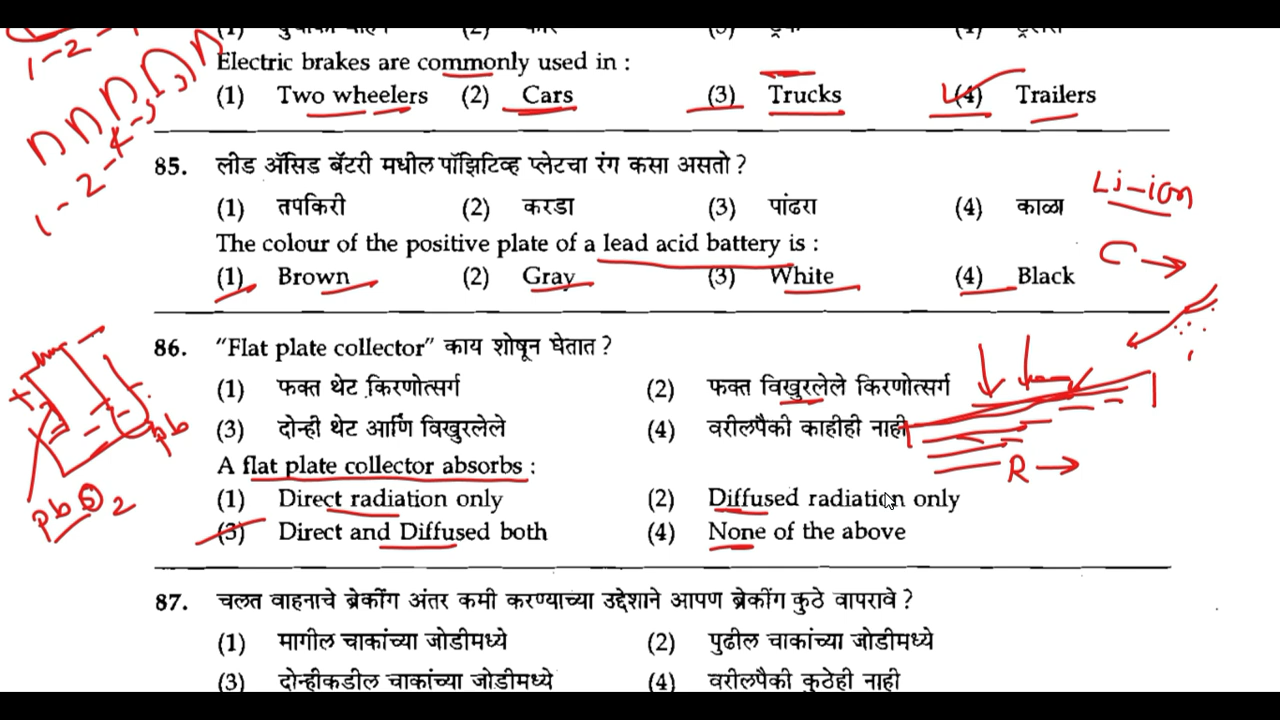 Electric brakes are commonly used in :
(1) Two wheelers (2) Cars (3) Trucks (4) Trailers
85. लीड ॲसिड बॅटरी मधील पॉझिटिव्ह प्लेटचा रंग कसा असतो ?
(1) तपकिरी (2) करडा (3) पांढरा (4) काळा
The colour of the positive plate of a lead acid battery is :
(1) Brown (2) Gray (3) White (4) Black
Li-ion
C →
86. “Flat plate collector” काय शोषून घेतात ?
(1) फक्त थेट किरणोत्सर्ग (2) फक्त विखुरलेले किरणोत्सर्ग
(3) दोन्ही थेट आणि विखुरलेले (4) वरीलपैकी काहीही नाही
A flat plate collector absorbs :
R →
(1) Direct radiation only (2) Diffused radiation only
(3) Direct and Diffused both (4) None of the above
pb
87. चलत वाहनाचे ब्रेकींग अंतर कमी करण्याच्या उद्देशाने आपण ब्रेकींग कुठे वापरावे ?
(1) मागील चाकांच्या जोडीमध्ये (2) पुढील चाकांच्या जोडीमध्ये
(3) दोन्हीकडील चाकांच्या जोडीमध्ये (4) वरीलपैकी कुठेही नाही